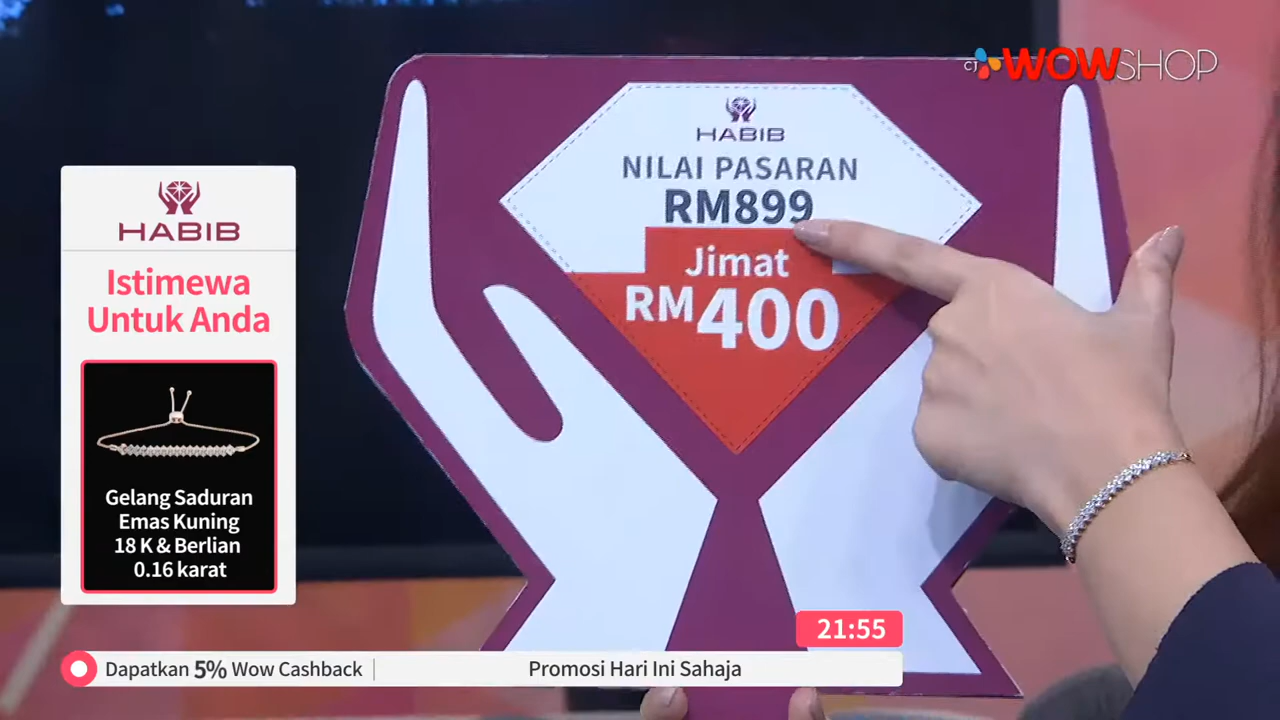 CJ WOWSHOP
HABIB
NILAI PASARAN
RM899
Jimat
RM400
HABIB
Istimewa
Untuk Anda
Gelang Saduran
Emas Kuning
18 K & Berlian
0.16 karat
21:55
Dapatkan 5% Wow Cashback
Promosi Hari Ini Sahaja